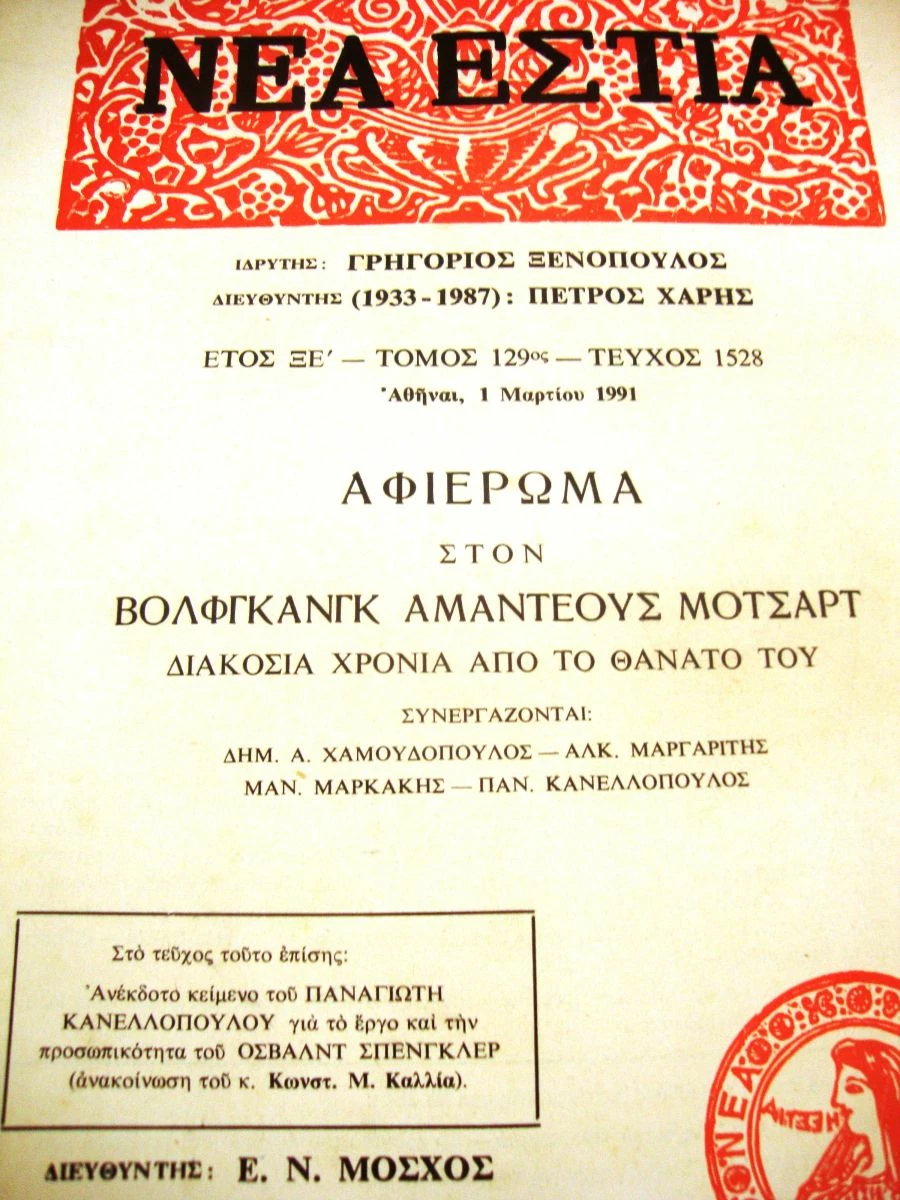 ΝΕΑ ΕΣΤΙΑ
ΙΔΡΥΤΗΣ: ΓΡΗΓΟΡΙΟΣ ΞΕΝΟΠΟΥΛΟΣ
ΔΙΕΥΘΥΝΤΗΣ (1933-1987): ΠΕΤΡΟΣ ΧΑΡΗΣ
ΕΤΟΣ ΞΕ′ — ΤΟΜΟΣ 129ος — ΤΕΥΧΟΣ 1528
Ἀθῆναι, 1 Μαρτίου 1991
ΑΦΙΕΡΩΜΑ
ΣΤΟΝ
ΒΟΛΦΓΚΑΝΓΚ ΑΜΑΝΤΕΟΥΣ ΜΟΤΣΑΡΤ
ΔΙΑΚΟΣΙΑ ΧΡΟΝΙΑ ΑΠΟ ΤΟ ΘΑΝΑΤΟ ΤΟΥ
ΣΥΝΕΡΓΑΖΟΝΤΑΙ:
ΔΗΜ. Α. ΧΑΜΟΥΔΟΠΟΥΛΟΣ — ΑΛΚ. ΜΑΡΓΑΡΙΤΗΣ
ΜΑΝ. ΜΑΡΚΑΚΗΣ — ΠΑΝ. ΚΑΝΕΛΛΟΠΟΥΛΟΣ
Στὸ τεῦχος τοῦτο ἐπίσης:
Ἀνέκδοτο κείμενο τοῦ ΠΑΝΑΓΙΩΤΗ
ΚΑΝΕΛΛΟΠΟΥΛΟΥ γιὰ τὸ ἔργο καὶ τὴν
προσωπικότητα τοῦ ΟΣΒΑΛΝΤ ΣΠΕΝΓΚΛΕΡ
(ἀνακοίνωση τοῦ κ. Κωνστ. Μ. Καλλία).
ΔΙΕΥΘΥΝΤΗΣ: Ε. Ν. ΜΟΣΧΟΣ